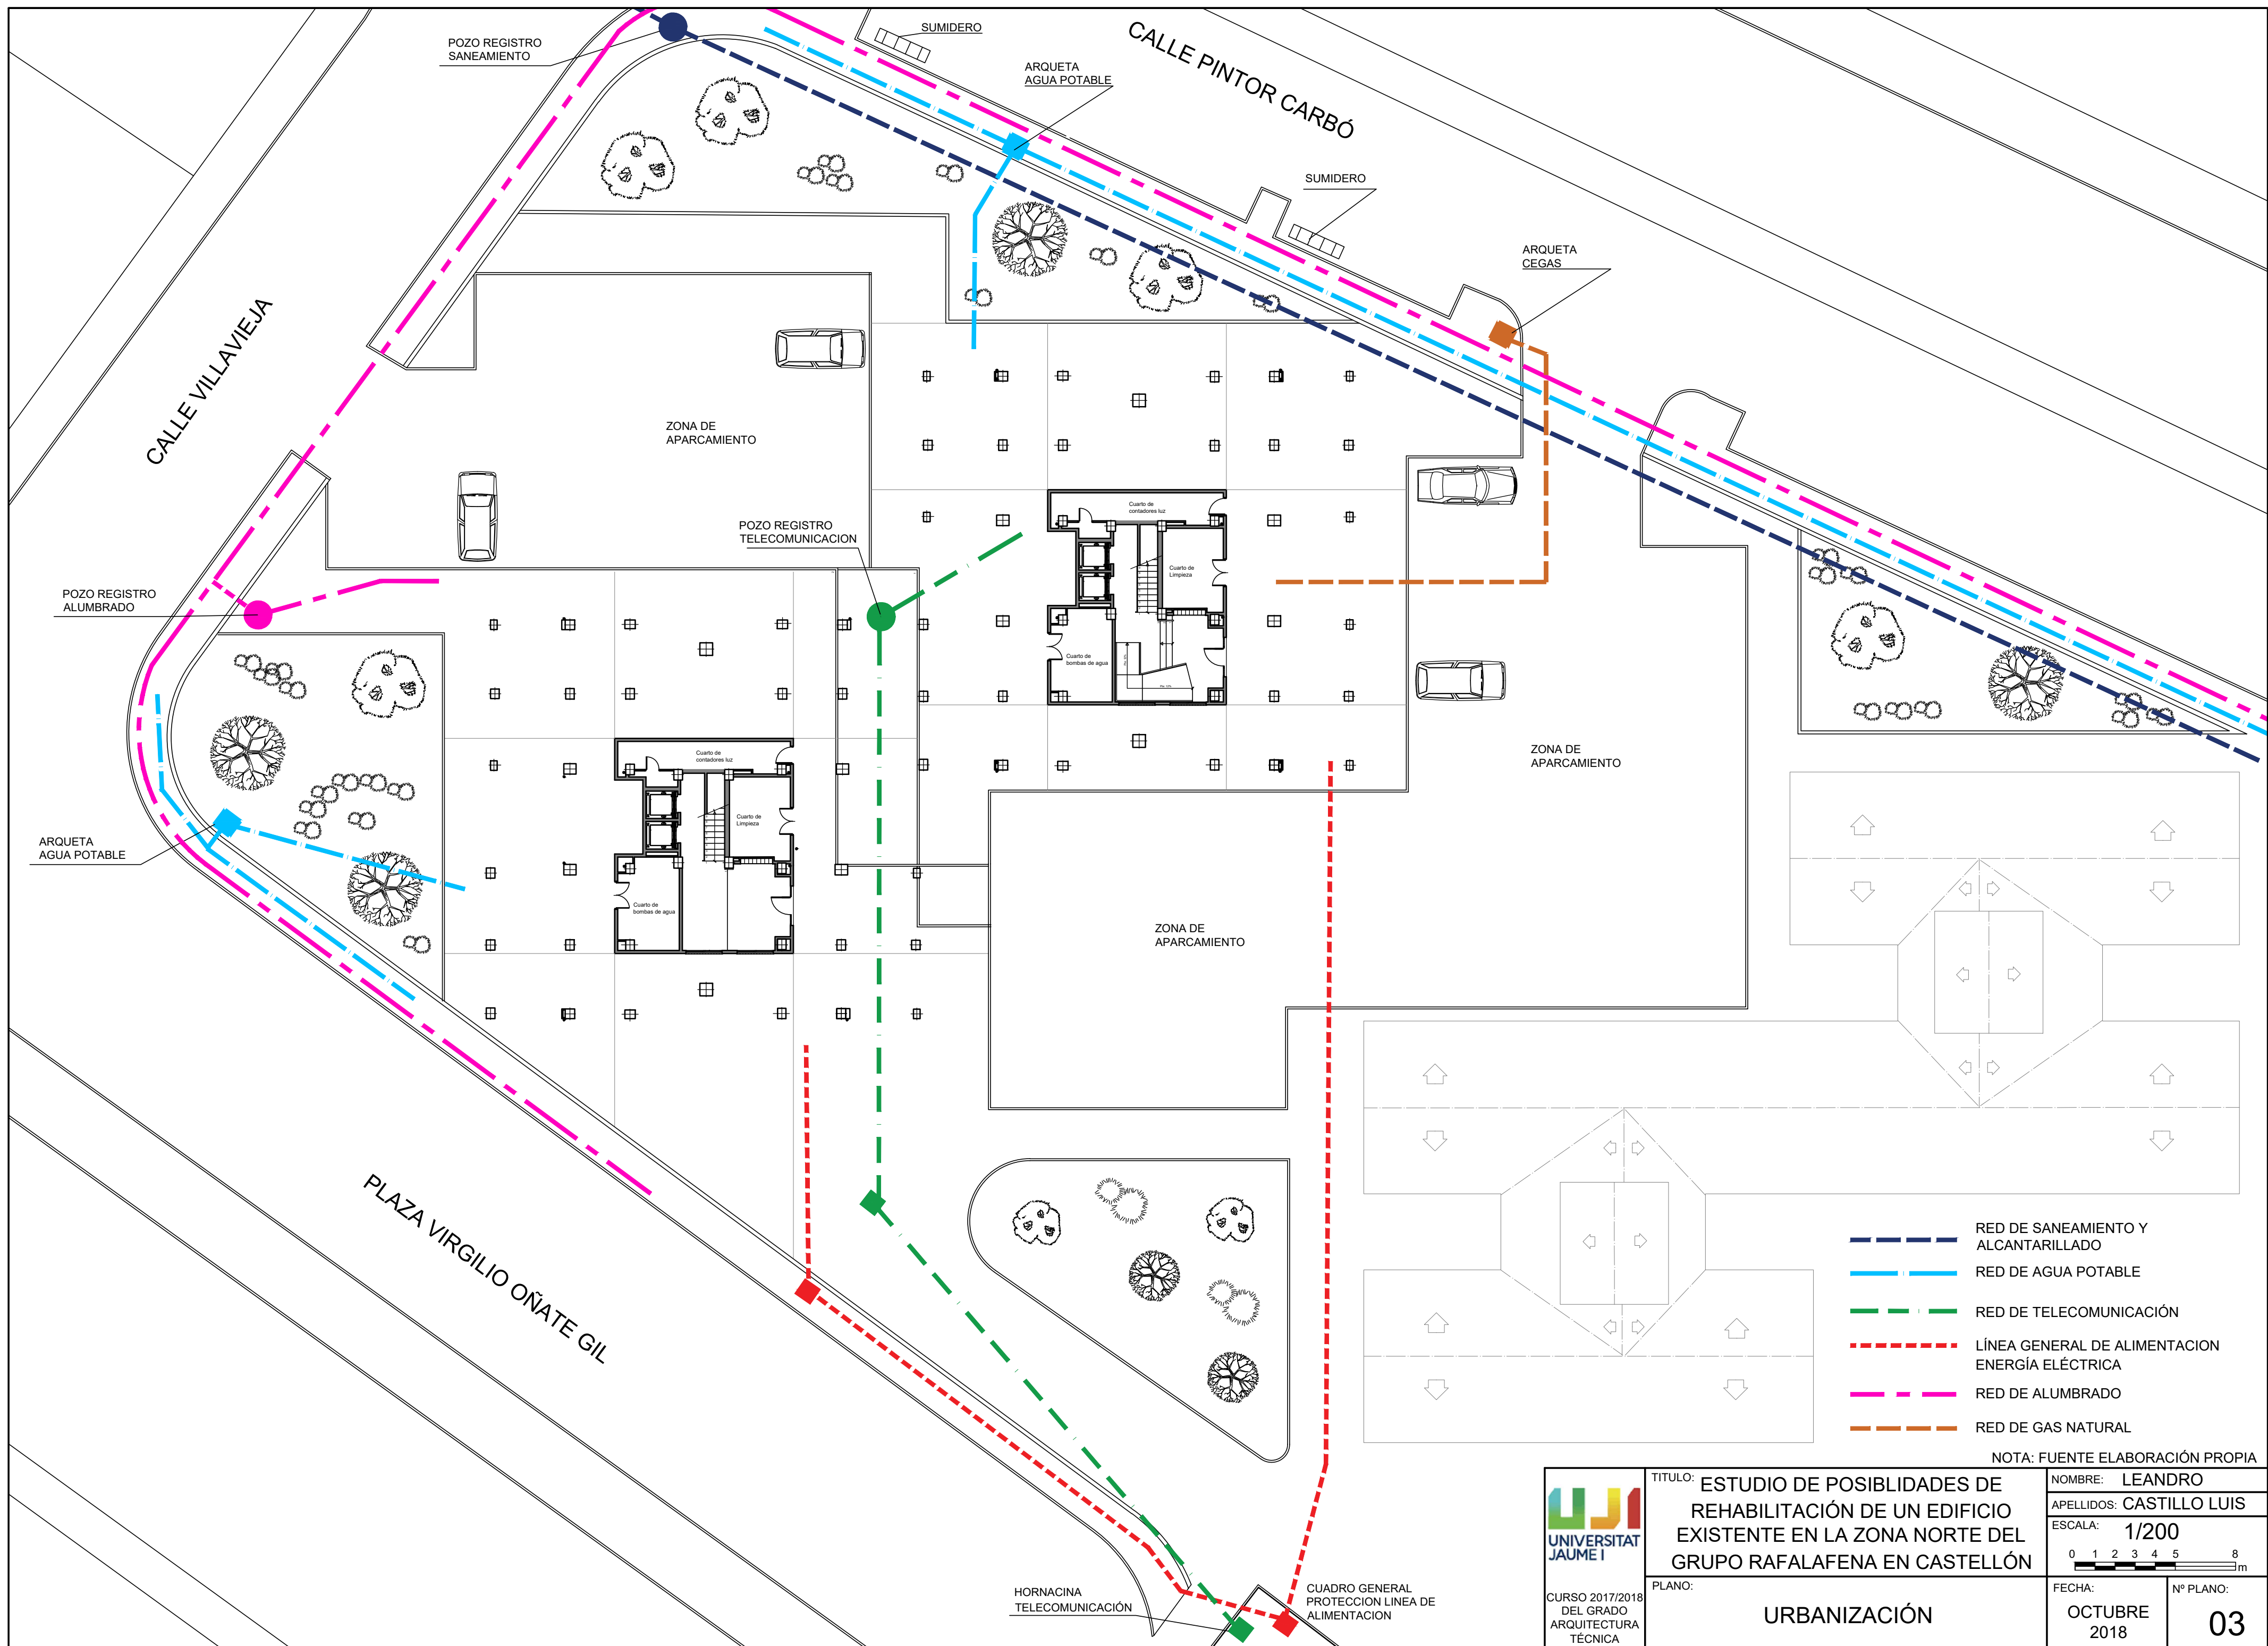 SUMIDERO
POZO REGISTRO
SANEAMIENTO
CALLE PINTOR CARBÓ
ARQUETA
AGUA POTABLE
SUMIDERO
ARQUETA
CEGAS
CALLE VILLAVIEJA
ZONA DE
APARCAMIENTO
Cuarto de
contadores luz
POZO REGISTRO
TELECOMUNICACION
Cuarto de
Limpieza
POZO REGISTRO
ALUMBRADO
Cuarto de
bombas de agua
Cuarto de
contadores luz
ZONA DE
APARCAMIENTO
Cuarto de
Limpieza
ARQUETA
AGUA POTABLE
Cuarto de
bombas de agua
ZONA DE
APARCAMIENTO
PLAZA VIRGILIO OÑATE GIL
RED DE SANEAMIENTO Y
ALCANTARILLADO
RED DE AGUA POTABLE
RED DE TELECOMUNICACIÓN
LÍNEA GENERAL DE ALIMENTACION
ENERGÍA ELÉCTRICA
RED DE ALUMBRADO
RED DE GAS NATURAL
NOTA: FUENTE ELABORACIÓN PROPIA
HORNACINA
TELECOMUNICACIÓN
CUADRO GENERAL
PROTECCION LINEA DE
ALIMENTACION
UJI
UNIVERSITAT
JAUME I
CURSO 2017/2018
DEL GRADO
ARQUITECTURA
TÉCNICA
TITULO: ESTUDIO DE POSIBLIDADES DE
REHABILITACIÓN DE UN EDIFICIO
EXISTENTE EN LA ZONA NORTE DEL
GRUPO RAFALAFENA EN CASTELLÓN
PLANO:
URBANIZACIÓN
NOMBRE: LEANDRO
APELLIDOS: CASTILLO LUIS
ESCALA: 1/200
0 1 2 3 4 5 8
m
FECHA:
OCTUBRE
2018
Nº PLANO:
03